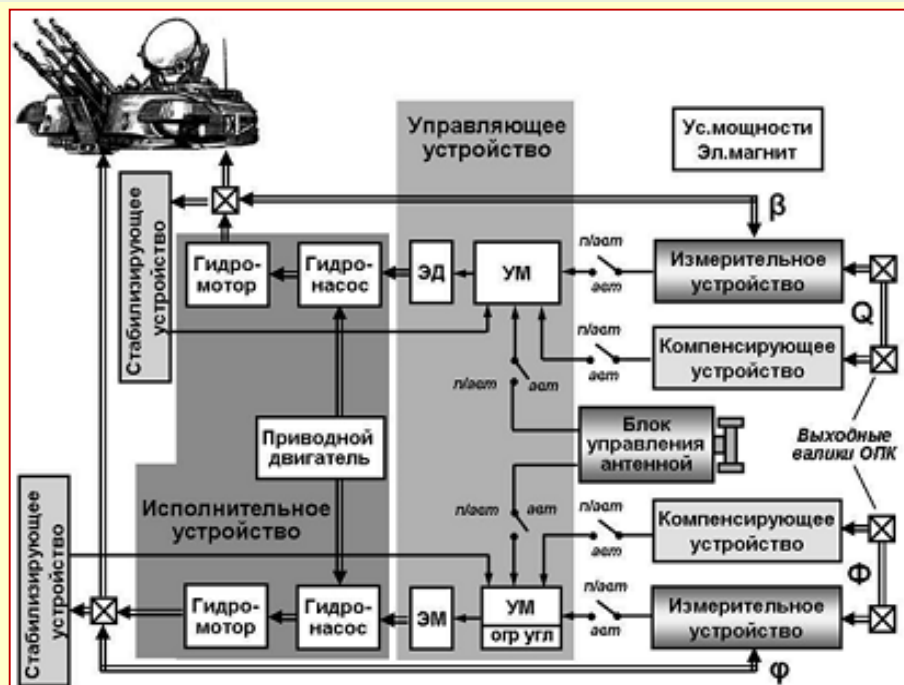 Управляющее
устройство
Ус.мощности
Эл.магнит
β
Стабилизирующее
устройство
Гидро-
мотор
Гидро-
насос
ЭД
УМ
п/авт
авт
Измерительное
устройство
Q
п/авт
авт
Компенсирующее
устройство
п/авт
авт
Блок
управления
антенной
Выходные
валики ОПК
Приводной
двигатель
Исполнительное
устройство
п/авт
авт
п/авт
авт
Компенсирующее
устройство
Ф
Стабилизирующее
устройство
Гидро-
мотор
Гидро-
насос
ЭМ
УМ
огр угл
п/авт
авт
Измерительное
устройство
φ